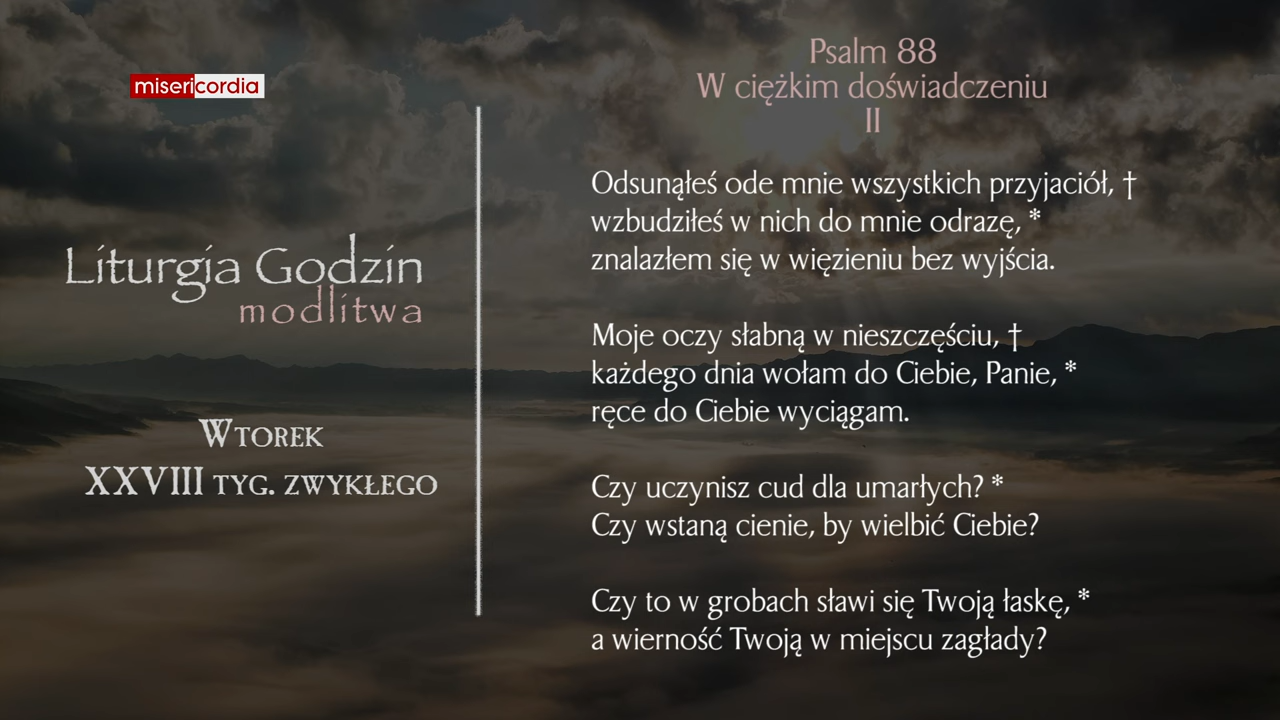 misericordia
Liturgia Godzin
modlitwa
Wtorek
XXVIII tyg. zwykłego
Psalm 88
W ciężkim doświadczeniu
II
Odsunąłeś ode mnie wszystkich przyjaciół, †
wzbudziłeś w nich do mnie odrazę, *
znalazłem się w więzieniu bez wyjścia.
Moje oczy słabną w nieszczęściu, †
każdego dnia wołam do Ciebie, Panie, *
ręce do Ciebie wyciągam.
Czy uczynisz cud dla umarłych? *
Czy wstaną cienie, by wielbić Ciebie?
Czy to w grobach sławi się Twoją łaskę, *
a wierność Twoją w miejscu zagłady?